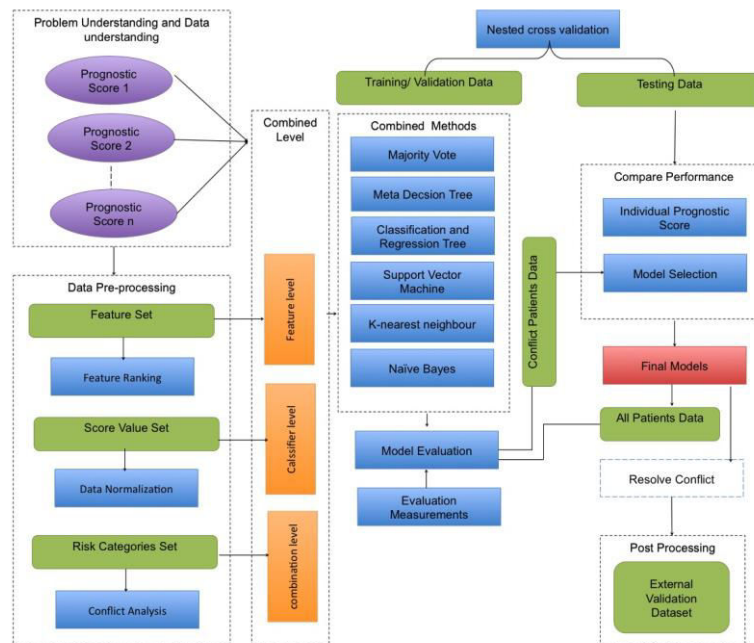 Problem Understanding and Data
understanding
Prognostic
Score 1
Prognostic
Score 2
Prognostic
Score n
Data Pre-processing
Feature Set
Feature Ranking
Score Value Set
Data Normalization
Risk Categories Set
Conflict Analysis
Combined
Level
Feature level
Calssifier level
combination level
Nested cross validation
Training/ Validation Data
Testing Data
Combined Methods
Majority Vote
Meta Decsion Tree
Classification and
Regression Tree
Support Vector
Machine
K-nearest neighbour
Naïve Bayes
Model Evaluation
Evaluation
Measurements
Conflict Patients Data
Compare Performance
Individual Prognostic
Score
Model Selection
Final Models
All Patients Data
Resolve Conflict
Post Processing
External
Validation
Dataset